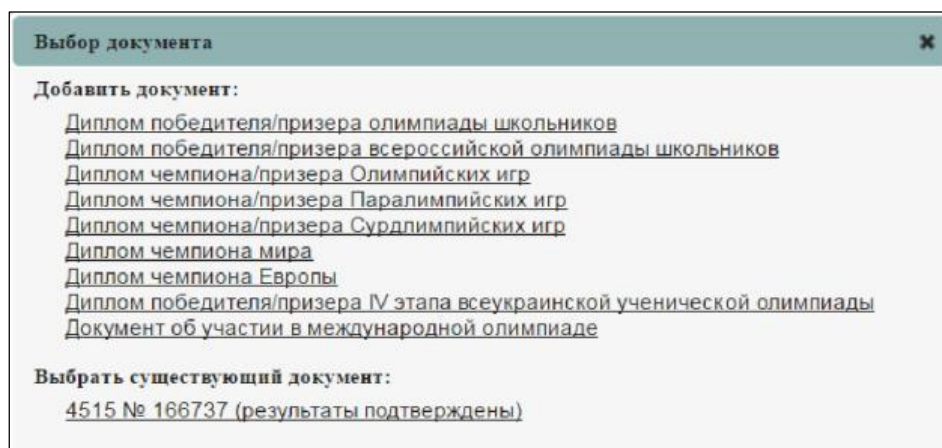 Выбор документа
Добавить документ:
Диплом победителя/призера олимпиады школьников
Диплом победителя/призера всероссийской олимпиады школьников
Диплом чемпиона/призера Олимпийских игр
Диплом чемпиона/призера Паралимпийских игр
Диплом чемпиона/призера Сурдлимпийских игр
Диплом чемпиона мира
Диплом чемпиона Европы
Диплом победителя/призера IV этапа всеукраинской ученической олимпиады
Документ об участии в международной олимпиаде
Выбрать существующий документ:
4515 № 166737 (результаты подтверждены)